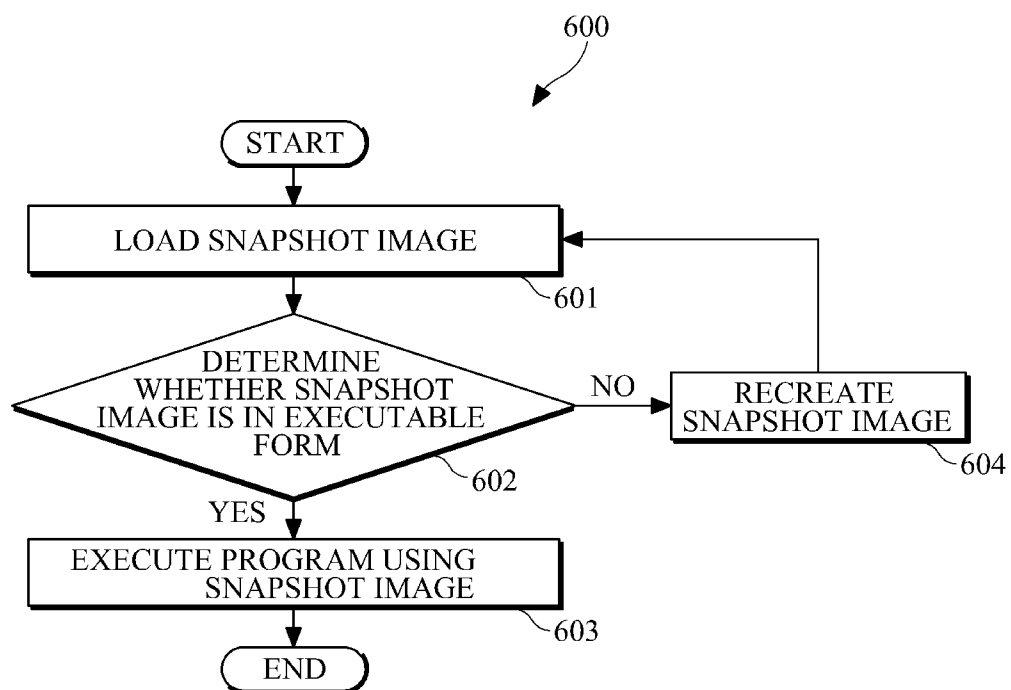 600
START
LOAD SNAPSHOT IMAGE
601
DETERMINE
WHETHER SNAPSHOT
IMAGE IS IN EXECUTABLE
FORM
602
NO
RECREATE
SNAPSHOT IMAGE
604
YES
EXECUTE PROGRAM USING
SNAPSHOT IMAGE
603
END